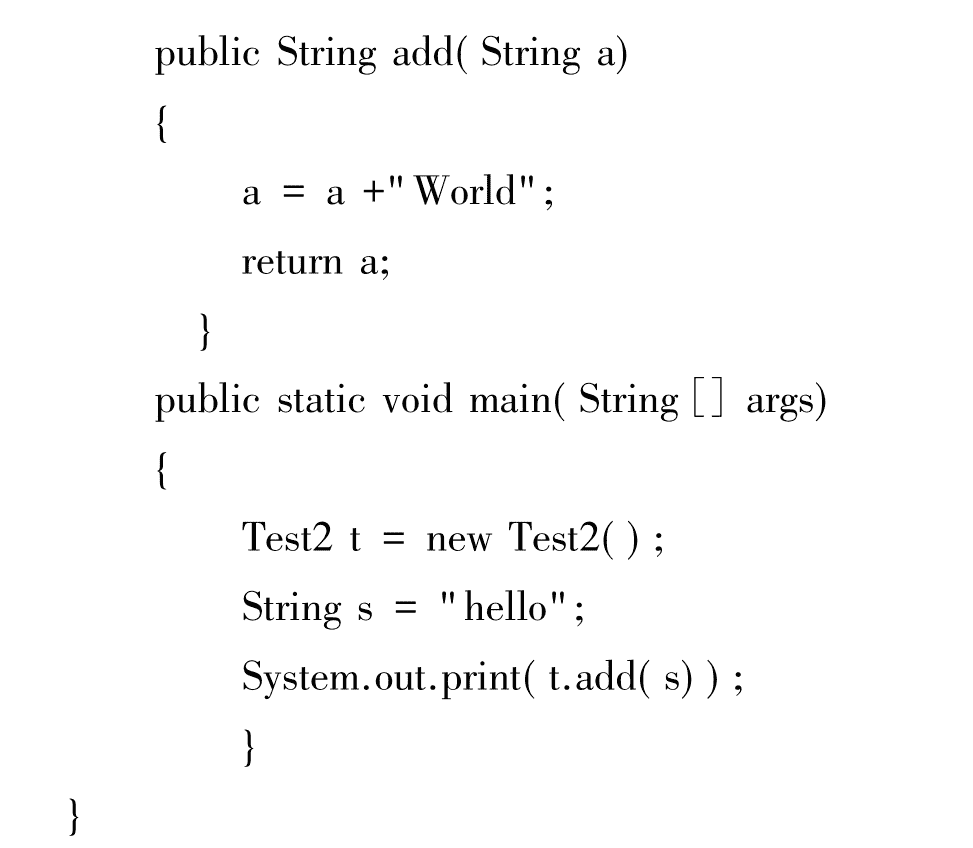 public String add( String a)
{
a = a +"World";
return a;
}
public static void main( String [] args)
{
Test2 t = new Test2( ) ;
String s = "hello";
System.out.print( t.add( s) ) ;
}
}